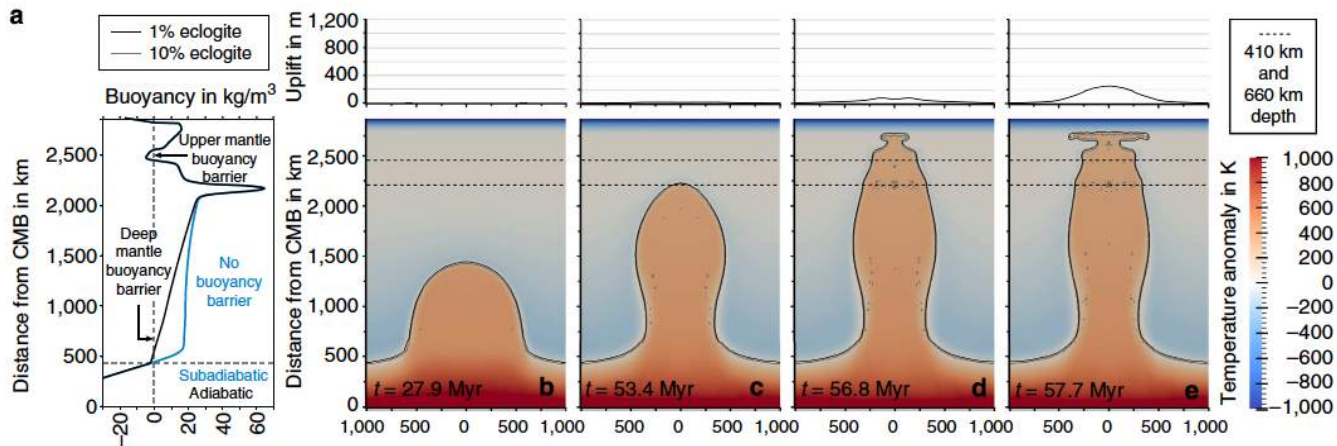 a
1% eclogite
10% eclogite
Buoyancy in kg/m³
Distance from CMB in km
2,500
2,000
1,500
1,000
500
0
Upper mantle
buoyancy
barrier
Deep
mantle
buoyancy
barrier
No
buoyancy
barrier
Subadiabatic
Adiabatic
−20
0
20
40
60
Uplift in m
1,200
800
400
0
Distance from CMB in km
2,500
2,000
1,500
1,000
500
0
t = 27.9 Myr b
t = 53.4 Myr c
t = 56.8 Myr d
t = 57.7 Myr e
1,000 500 0 500 1,000 500 0 500 1,000 500 0 500 1,000 500 0 500 1,000
410 km
and
660 km
depth
Temperature anomaly in K
1,000
800
600
400
200
0
−200
−400
−600
−800
−1,000